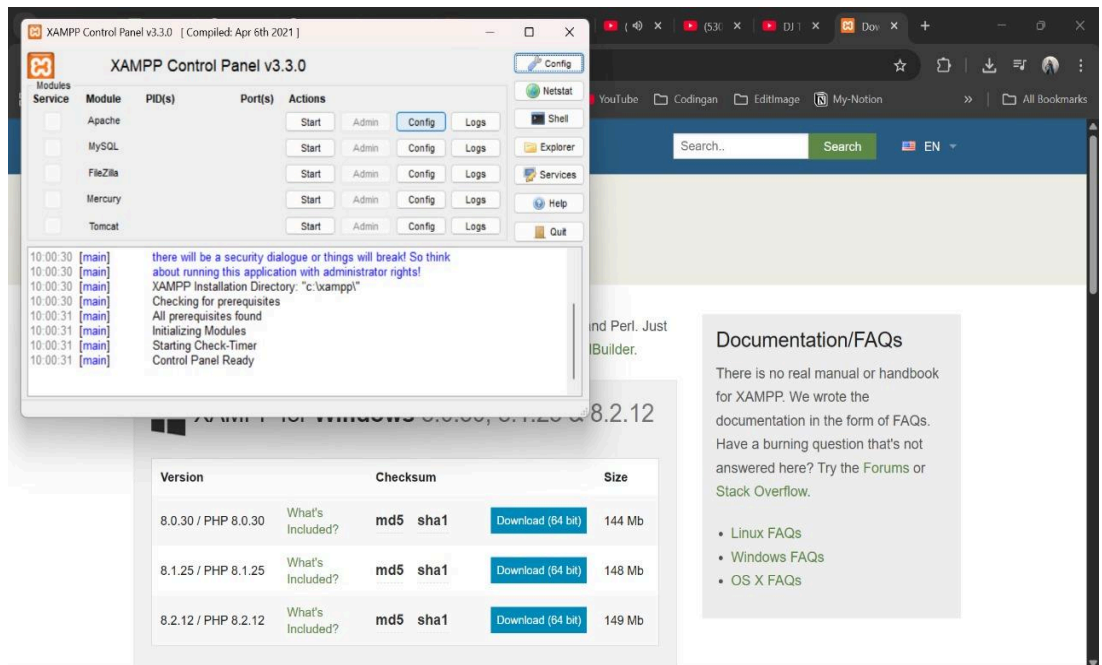 XAMPP Control Panel v3.3.0 [ Compiled: Apr 6th 2021 ]
XAMPP Control Panel v3.3.0
Config
Modules
Service Module PID(s) Port(s) Actions
Netstat
Apache Start Admin Config Logs
Shell
MySQL Start Admin Config Logs
Explorer
FileZilla Start Admin Config Logs
Services
Mercury Start Admin Config Logs
Help
Tomcat Start Admin Config Logs
Quit
10:00:30 [main] there will be a security dialogue or things will break! So think
10:00:30 [main] about running this application with administrator rights!
10:00:30 [main] XAMPP Installation Directory: "c:\xampp\"
10:00:30 [main] Checking for prerequisites
10:00:31 [main] All prerequisites found
10:00:31 [main] Initializing Modules
10:00:31 [main] Starting Check-Timer
10:00:31 [main] Control Panel Ready
(530
DJ T
Dov
YouTube Codingan EditImage My-Notion » All Bookmarks
Search.. Search EN
and Perl. Just
Builder.
8.2.12
Version Checksum Size
8.0.30 / PHP 8.0.30 What's Included? md5 sha1 Download (64 bit) 144 Mb
8.1.25 / PHP 8.1.25 What's Included? md5 sha1 Download (64 bit) 148 Mb
8.2.12 / PHP 8.2.12 What's Included? md5 sha1 Download (64 bit) 149 Mb
Documentation/FAQs
There is no real manual or handbook
for XAMPP. We wrote the
documentation in the form of FAQs.
Have a burning question that's not
answered here? Try the Forums or
Stack Overflow.
• Linux FAQs
• Windows FAQs
• OS X FAQs